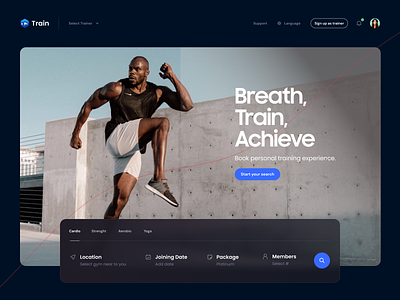 Train
Select Trainer
Support
Language
Sign up as trainer
Breath,
Train,
Achieve
Book personal training experience.
Start your search
Cardio
Strenght
Aerobic
Yoga
Location
Select gym near to you
Joining Date
Add date
Package
Platinum
Members
Select #